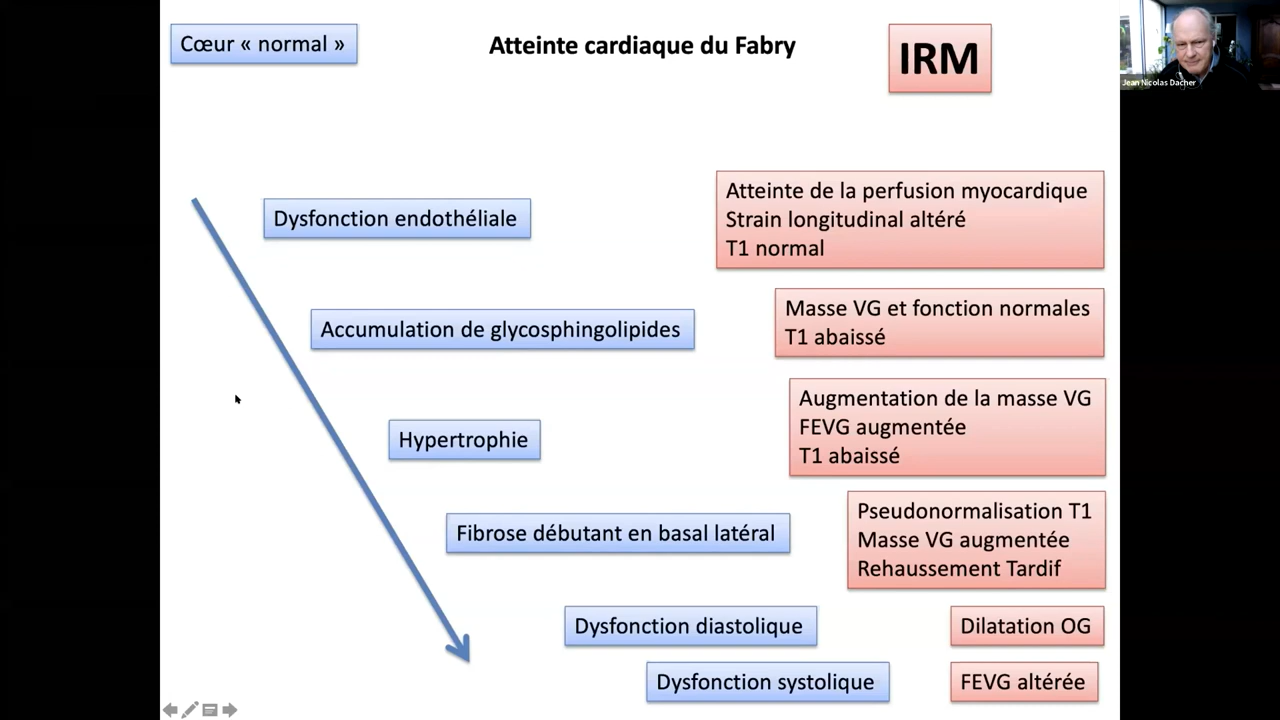 Cœur « normal »
Atteinte cardiaque du Fabry
IRM
Jean Nicolas Dacher
Dysfonction endothéliale
Atteinte de la perfusion myocardique
Strain longitudinal altéré
T1 normal
Accumulation de glycosphingolipides
Masse VG et fonction normales
T1 abaissé
Hypertrophie
Augmentation de la masse VG
FEVG augmentée
T1 abaissé
Fibrose débutant en basal latéral
Pseudonormalisation T1
Masse VG augmentée
Rehaussement Tardif
Dysfonction diastolique
Dilatation OG
Dysfonction systolique
FEVG altérée